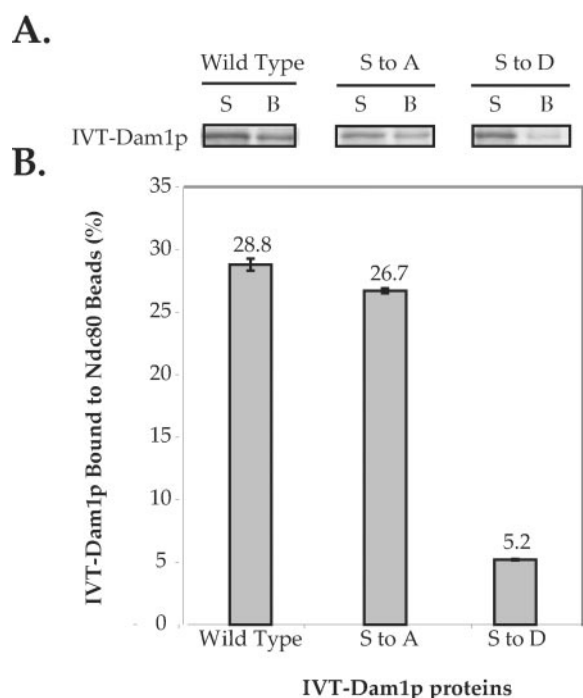 A.
Wild Type S to A S to D
S B S B S B
IVT-Dam1p
B.
IVT-Dam1p Bound to Ndc80 Beads (%)
35
30
25
20
15
10
5
0
28.8
26.7
5.2
Wild Type S to A S to D
IVT-Dam1p proteins